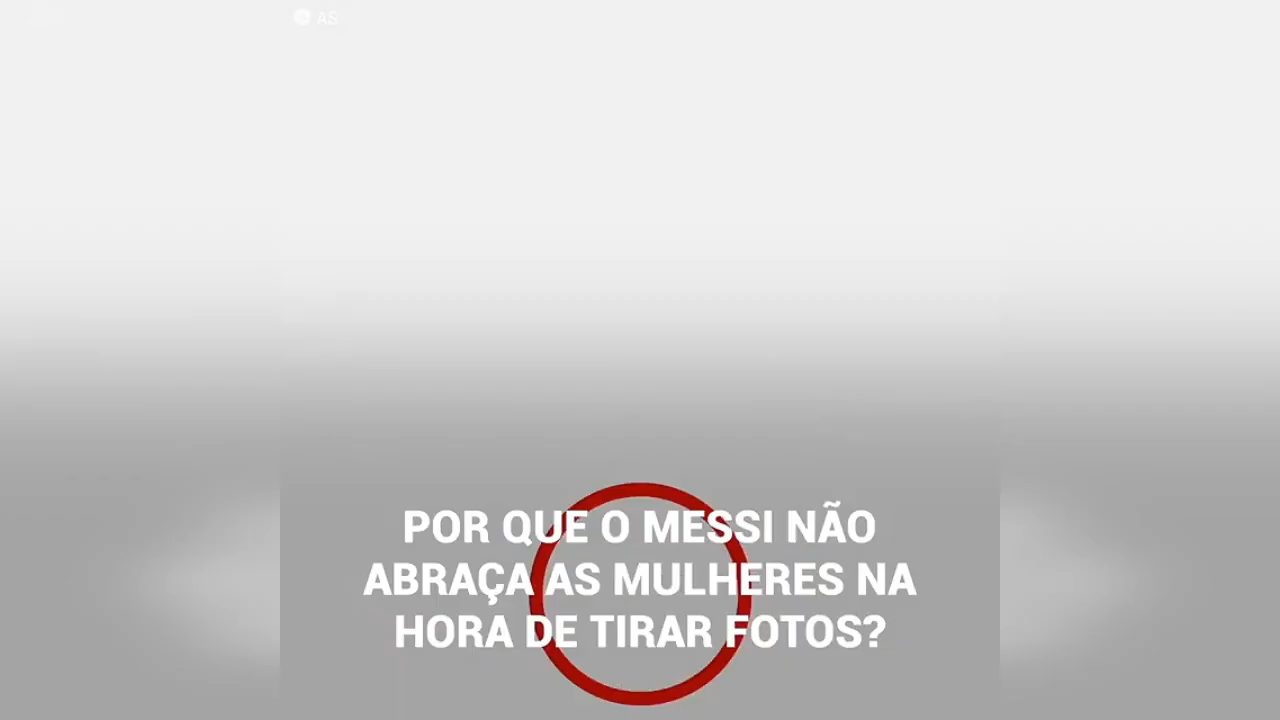 AS
POR QUE O MESSI NÃO
ABRAÇA AS MULHERES NA
HORA DE TIRAR FOTOS?